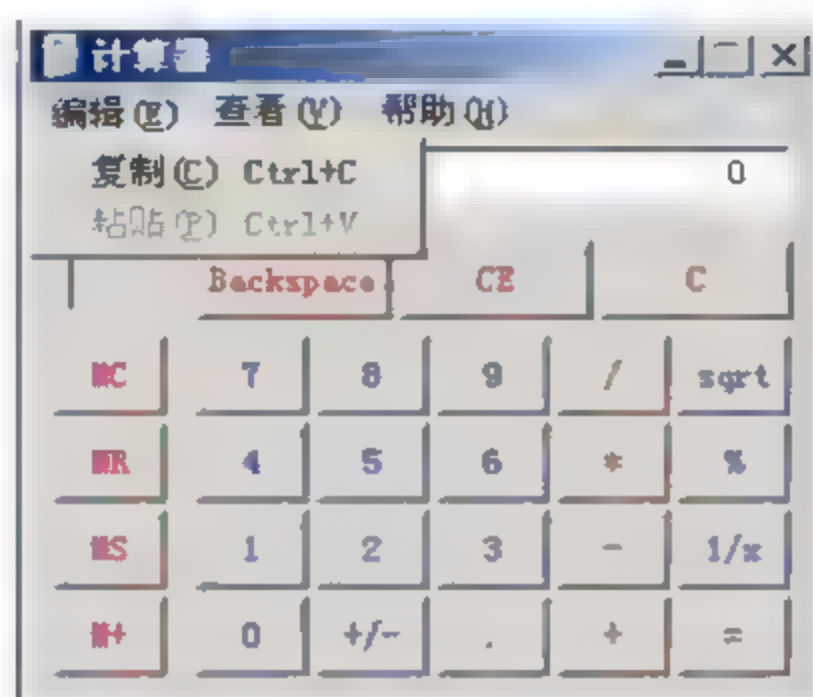 计算器
编辑(E) 查看(V) 帮助(H)
复制(C) Ctrl+C
0
粘贴(P) Ctrl+V
Backspace CE C
MC 7 8 9 / sqrt
MR 4 5 6 * %
MS 1 2 3 - 1/x
M+ 0 +/- . + =